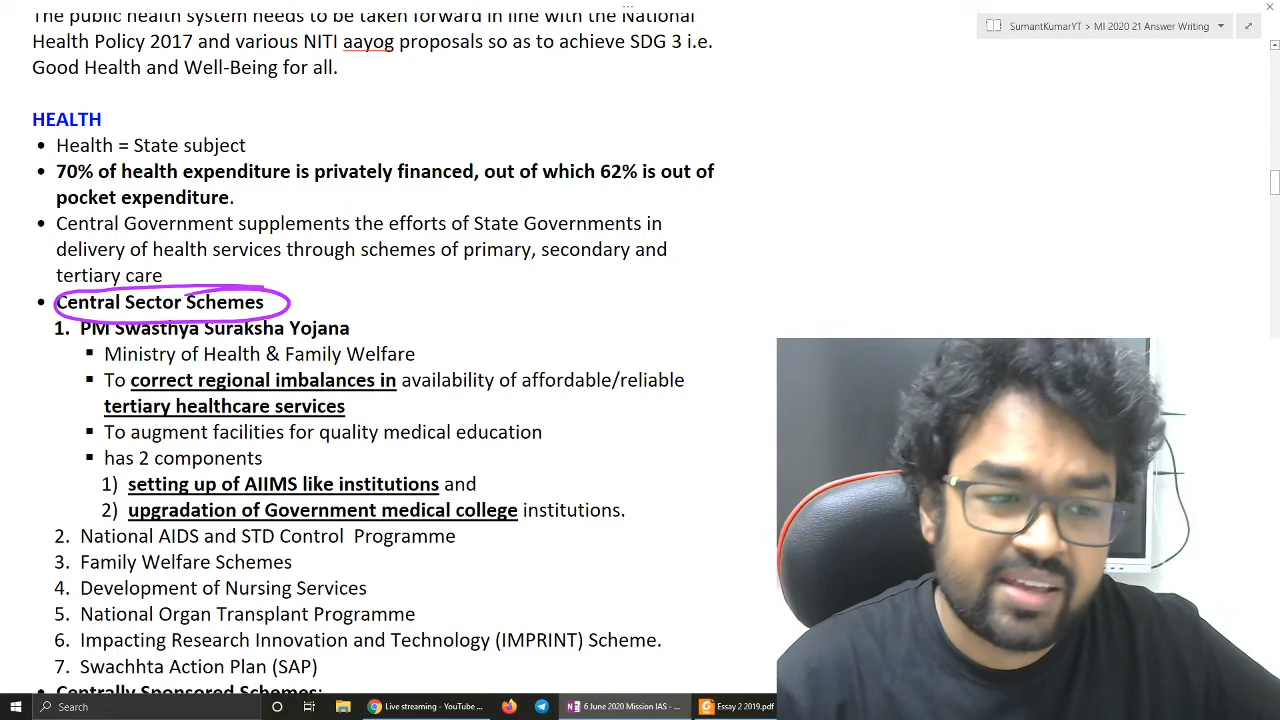 The public health system needs to be taken forward in line with the National
SumantKumarYT > MI 2020 21 Answer Writing
Health Policy 2017 and various NITI aayog proposals so as to achieve SDG 3 i.e.
Good Health and Well-Being for all.
HEALTH
• Health = State subject
• 70% of health expenditure is privately financed, out of which 62% is out of
pocket expenditure.
• Central Government supplements the efforts of State Governments in
delivery of health services through schemes of primary, secondary and
tertiary care
• Central Sector Schemes
1. PM Swasthya Suraksha Yojana
▪ Ministry of Health & Family Welfare
▪ To correct regional imbalances in availability of affordable/reliable
tertiary healthcare services
▪ To augment facilities for quality medical education
▪ has 2 components
1) setting up of AIIMS like institutions and
2) upgradation of Government medical college institutions.
2. National AIDS and STD Control Programme
3. Family Welfare Schemes
4. Development of Nursing Services
5. National Organ Transplant Programme
6. Impacting Research Innovation and Technology (IMPRINT) Scheme.
7. Swachhta Action Plan (SAP)
• Centrally Sponsored Schemes:
Search
Live streaming - YouTube ...
6 June 2020 Mission IAS - ...
Essay 2 2019.pdf